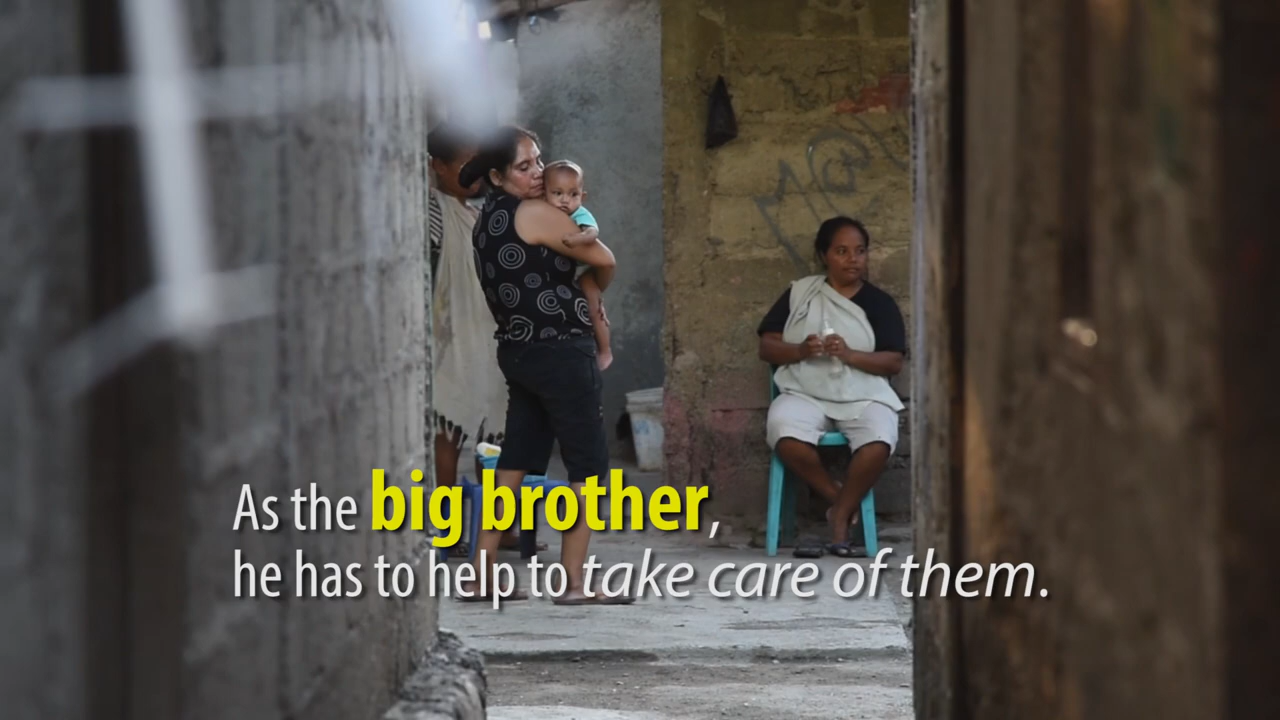 As the big brother,
he has to help to take care of them.